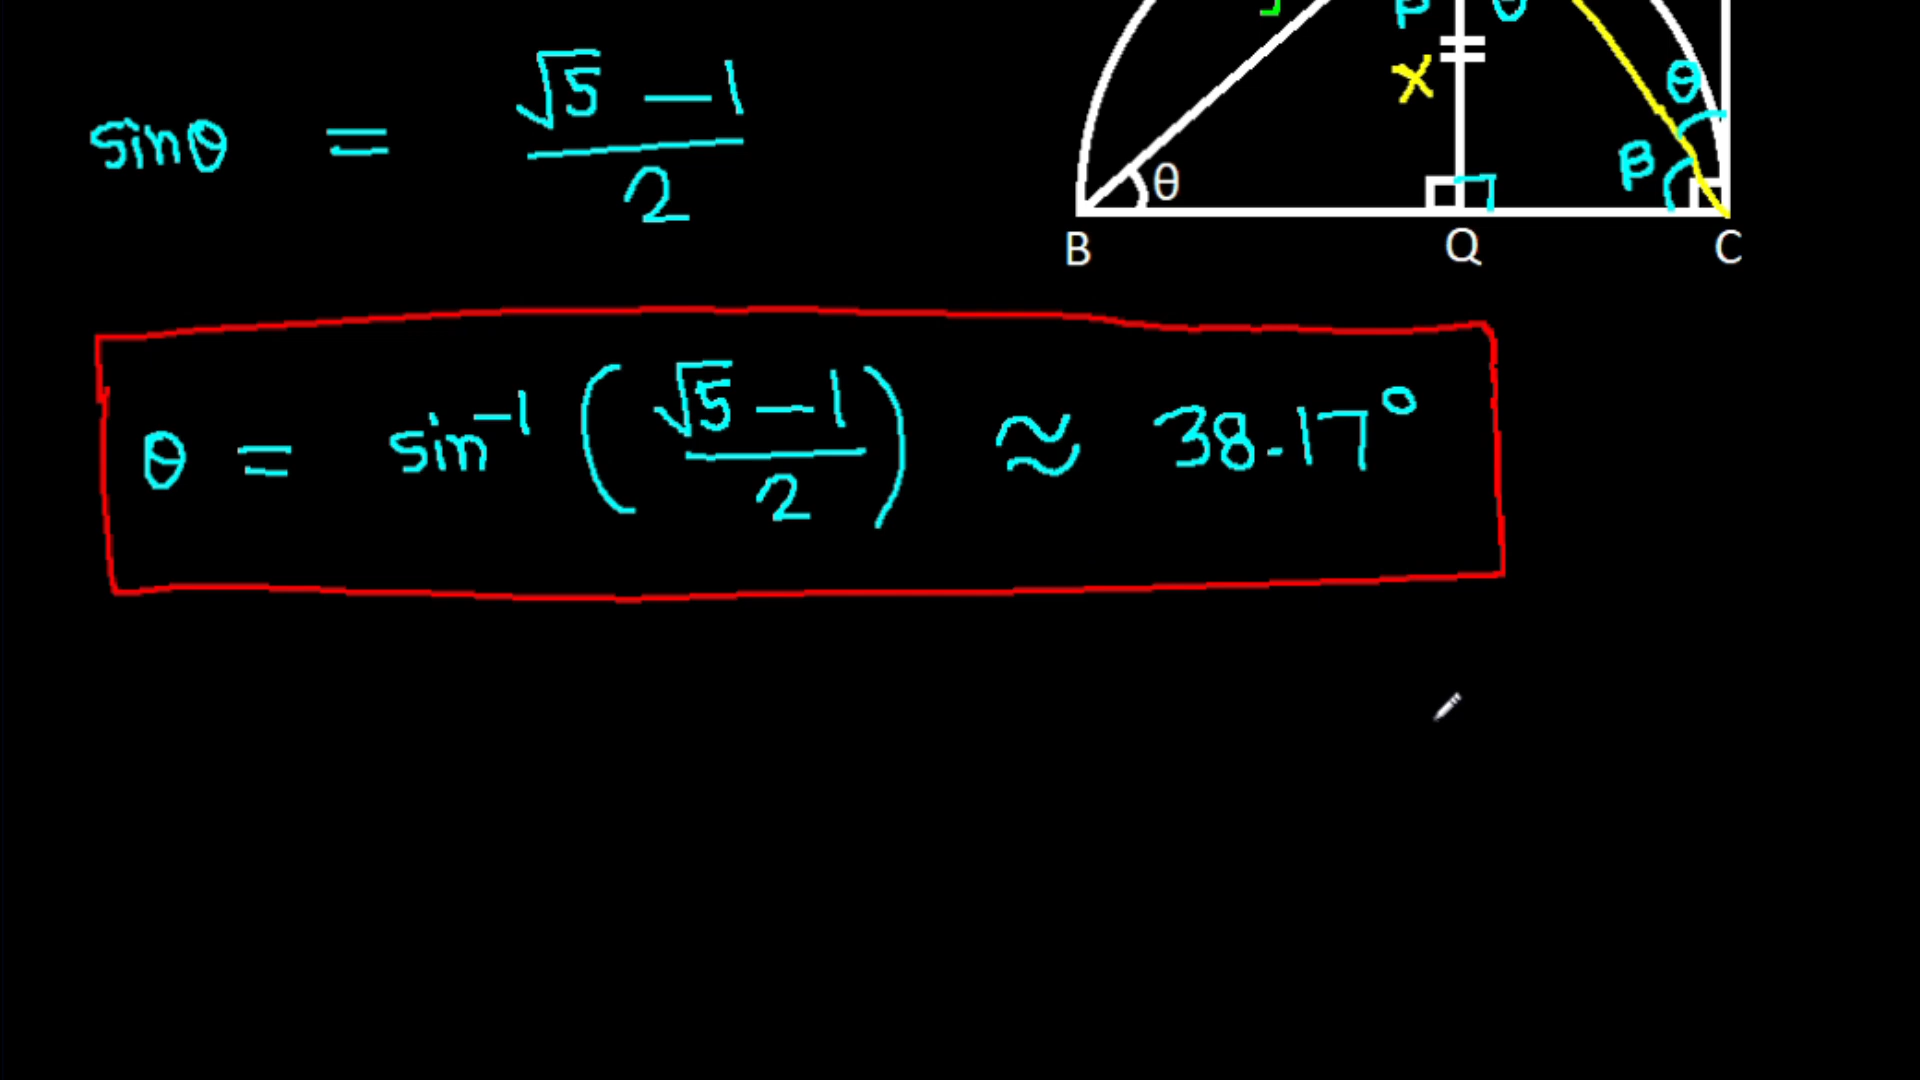 sinθ = (√5 − 1)/2
θ = sin⁻¹((√5 − 1)/2) ≈ 38.17°
θ
x
θ
β
θ
B Q C